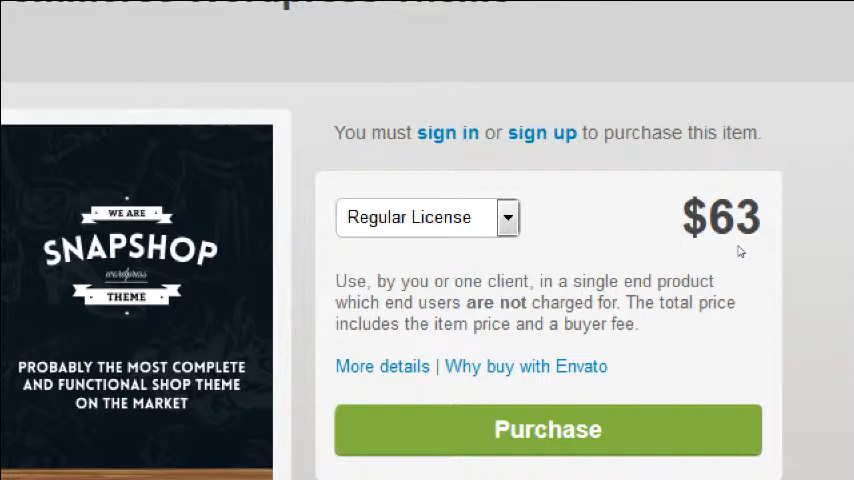 WordPress Theme
You must sign in or sign up to purchase this item.
WE ARE
SNAPSHOP
wordpress
THEME
PROBABLY THE MOST COMPLETE
AND FUNCTIONAL SHOP THEME
ON THE MARKET
Regular License
$63
Use, by you or one client, in a single end product
which end users are not charged for. The total price
includes the item price and a buyer fee.
More details | Why buy with Envato
Purchase